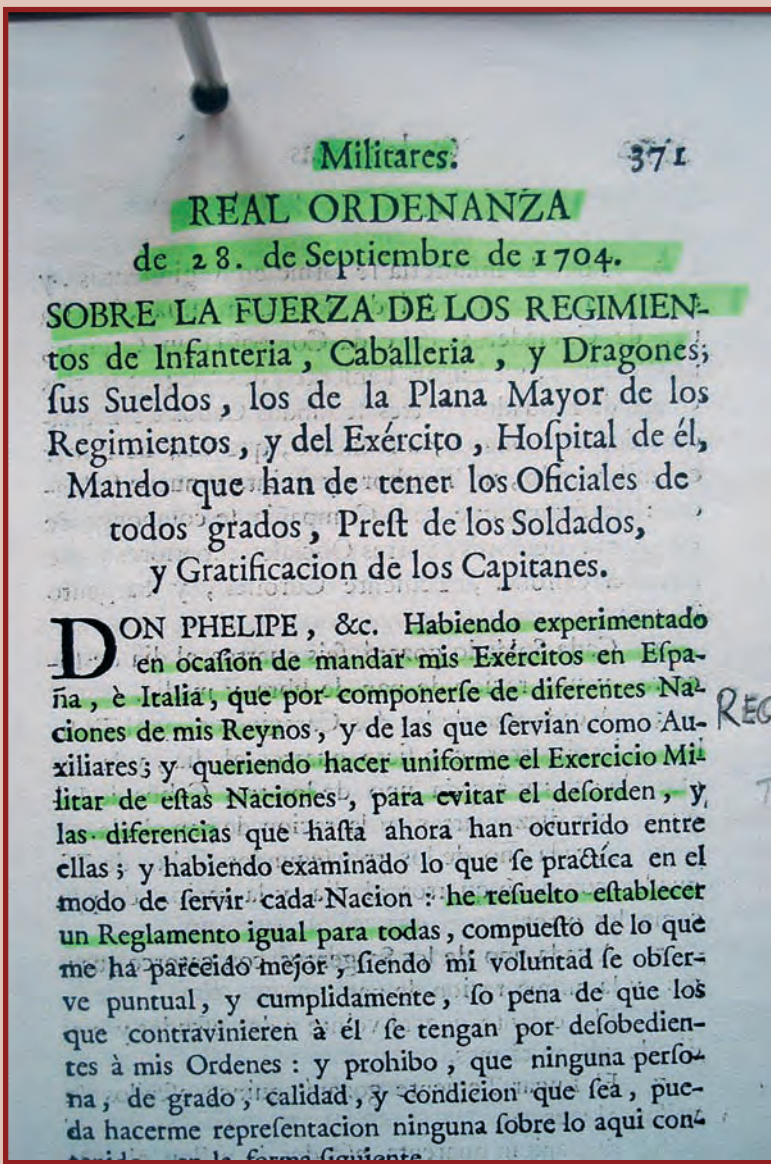 Militares. 371
REAL ORDENANZA
de 28. de Septiembre de 1704.
SOBRE LA FUERZA DE LOS REGIMIEN-
tos de Infanteria, Caballeria, y Dragones;
ſus Sueldos, los de la Plana Mayor de los
Regimientos, y del Exército, Hoſpital de él,
Mando que han de tener los Oficiales de
todos grados, Preſt de los Soldados,
y Gratificacion de los Capitanes.
DON PHELIPE, &c. Habiendo experimentado
en ocaſion de mandar mis Exércitos en Eſpa-
ña, è Italia, que por componerſe de diferentes Na-
ciones de mis Reynos, y de las que ſervian como Au-
xiliares; y queriendo hacer uniforme el Exercicio Mi-
litar de eſtas Naciones, para evitar el deſorden, y
las diferencias que haſta ahora han ocurrido entre
ellas; y habiendo examinado lo que ſe practíca en el
modo de ſervir cada Nacion: he reſuelto eſtablecer
un Reglamento igual para todas, compueſto de lo que
me ha parecido mejor, ſiendo mi voluntad ſe obſer-
ve puntual, y cumplidamente, ſo pena de que los
que contravinieren à él ſe tengan por deſobedien-
tes à mis Ordenes: y prohibo, que ninguna perſo-
na, de grado, calidad, y condicion que ſea, pue-
da hacerme repreſentacion ninguna ſobre lo aqui con-
tenido, en la forma ſiguiente
REG